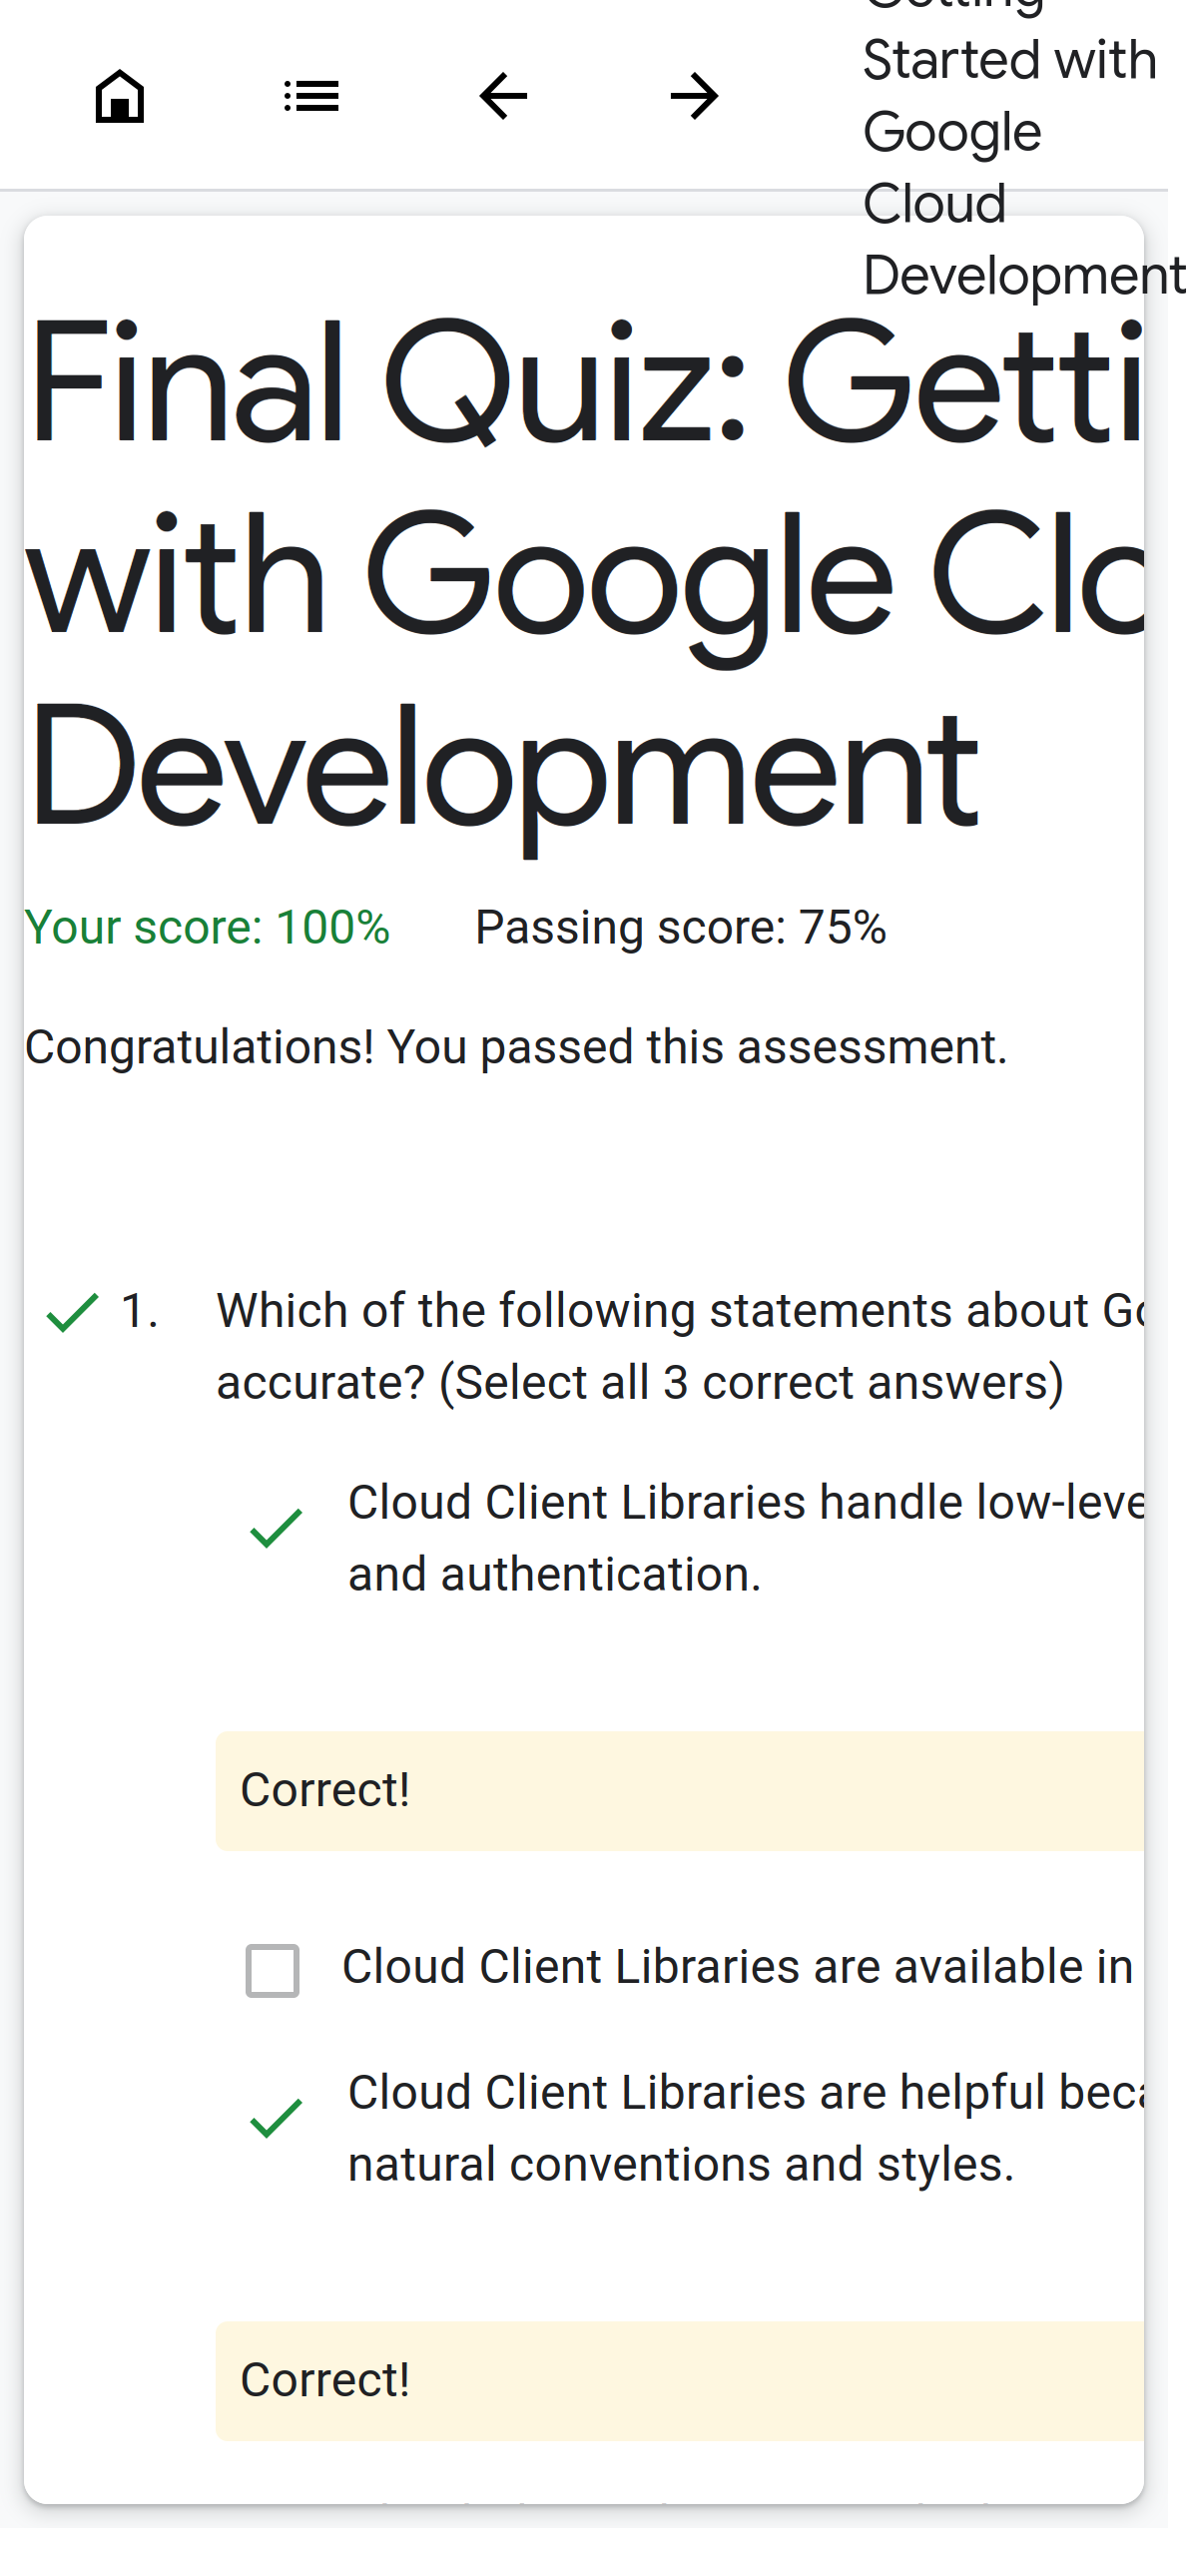 Started with
Google
Cloud
Development
Final Quiz: Getti
with Google Clo
Development
Your score: 100%
Passing score: 75%
Congratulations! You passed this assessment.
1.
Which of the following statements about Go
accurate? (Select all 3 correct answers)
Cloud Client Libraries handle low-leve
and authentication.
Correct!
Cloud Client Libraries are available in
Cloud Client Libraries are helpful beca
natural conventions and styles.
Correct!